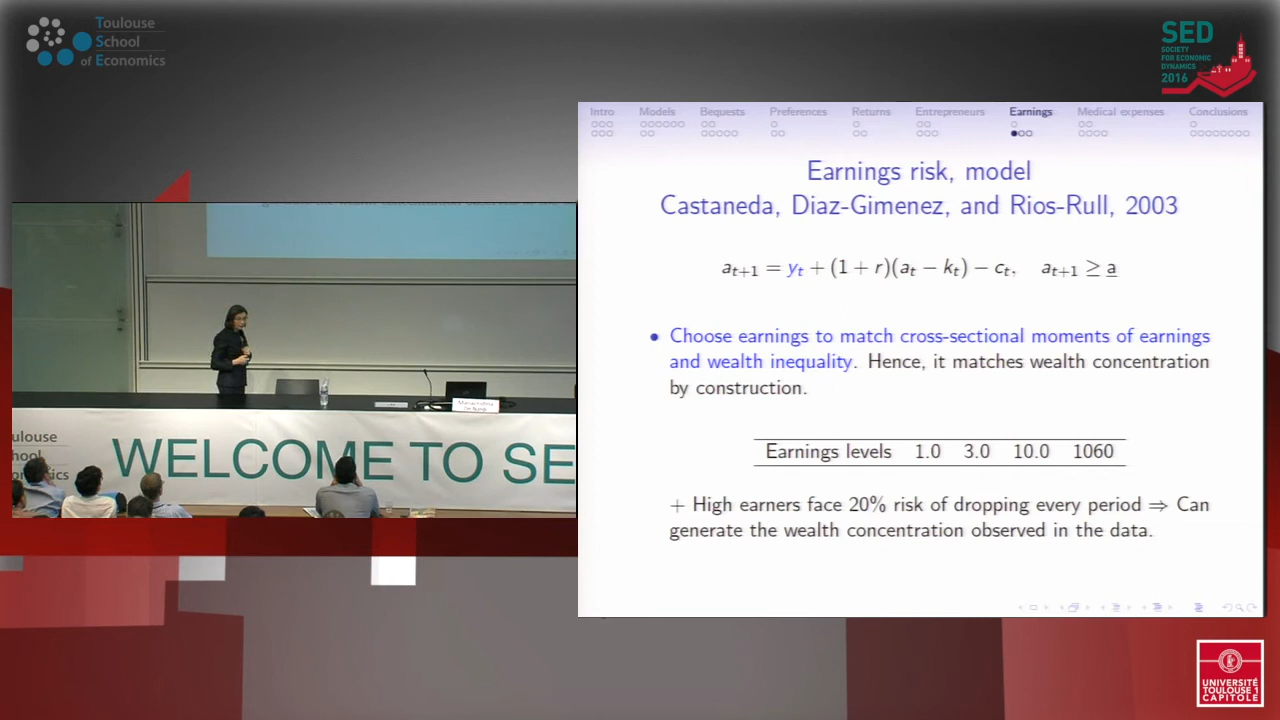 Toulouse
School
of Economics
SED
SOCIETY
FOR ECONOMIC
DYNAMICS
2016
Intro Models Bequests Preferences Returns Entrepreneurs Earnings Medical expenses Conclusions
Earnings risk, model
Castaneda, Diaz-Gimenez, and Rios-Rull, 2003
a_{t+1} = y_t + (1 + r)(a_t − k_t) − c_t, a_{t+1} ≥ a̲
• Choose earnings to match cross-sectional moments of earnings
and wealth inequality. Hence, it matches wealth concentration
by construction.
Earnings levels 1.0 3.0 10.0 1060
+ High earners face 20% risk of dropping every period ⇒ Can
generate the wealth concentration observed in the data.
oulouse
WELCOME TO SE
UNIVERSITÉ
TOULOUSE 1
CAPITOLE